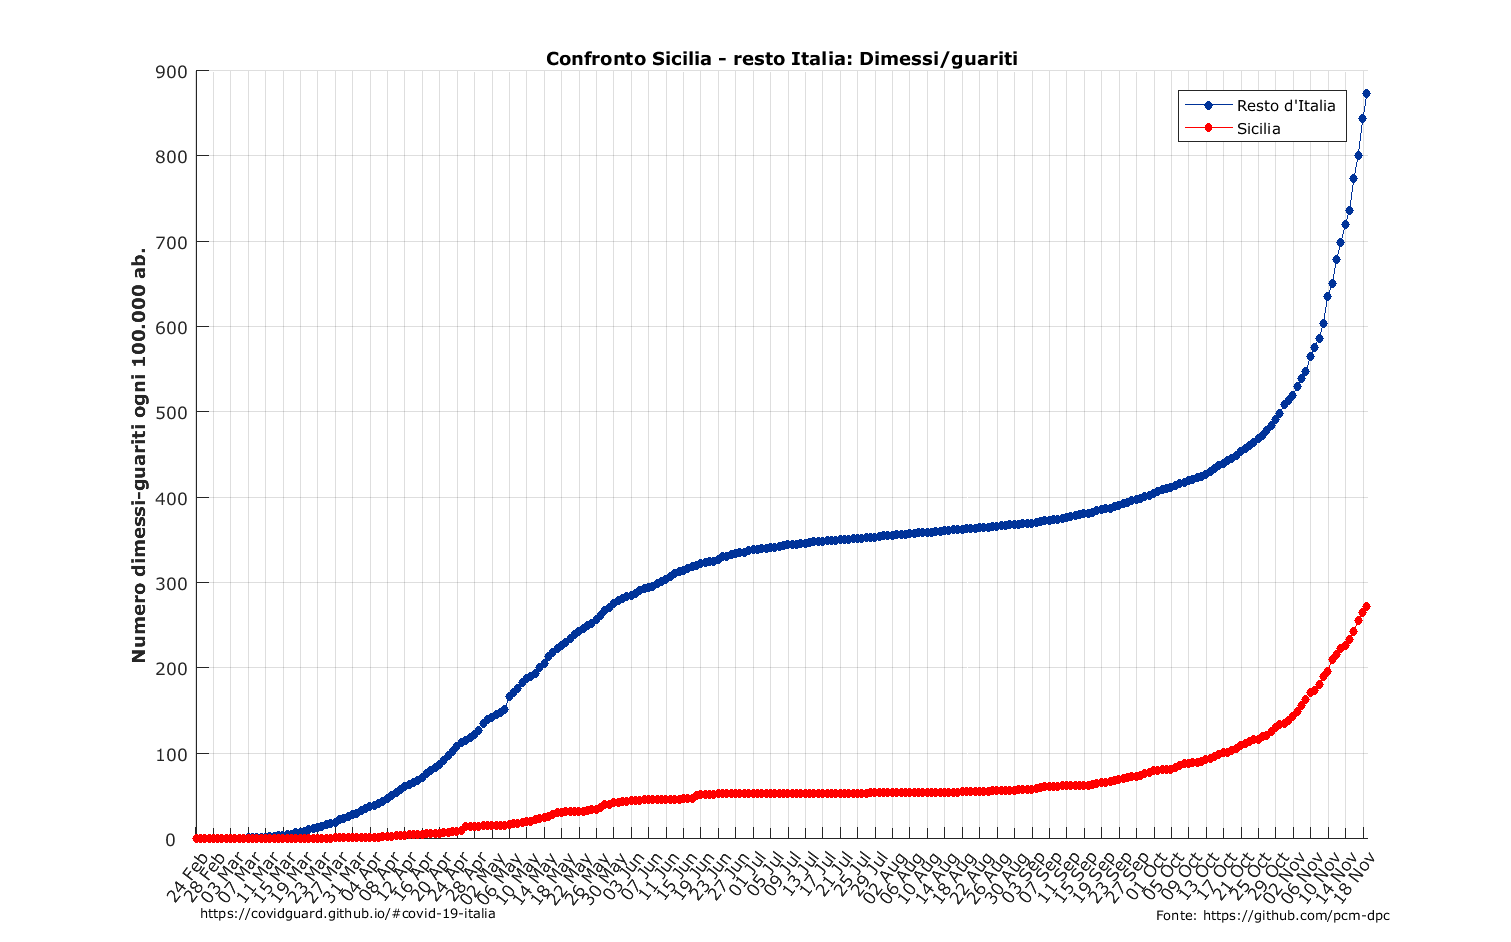 Confronto Sicilia - resto Italia: Dimessi/guariti
Resto d'Italia
Sicilia
Numero dimessi-guariti ogni 100.000 ab.
900
800
700
600
500
400
300
200
100
0
24 Feb
28 Feb
03 Mar
07 Mar
11 Mar
15 Mar
19 Mar
23 Mar
27 Mar
31 Mar
04 Apr
08 Apr
12 Apr
16 Apr
20 Apr
24 Apr
28 Apr
02 May
06 May
10 May
14 May
18 May
22 May
26 May
30 May
03 Jun
07 Jun
11 Jun
15 Jun
19 Jun
23 Jun
27 Jun
01 Jul
05 Jul
09 Jul
13 Jul
17 Jul
21 Jul
25 Jul
29 Jul
02 Aug
06 Aug
10 Aug
14 Aug
18 Aug
22 Aug
26 Aug
30 Aug
03 Sep
07 Sep
11 Sep
15 Sep
19 Sep
23 Sep
27 Sep
01 Oct
05 Oct
09 Oct
13 Oct
17 Oct
21 Oct
25 Oct
29 Oct
02 Nov
06 Nov
10 Nov
14 Nov
18 Nov
https://covidguard.github.io/#covid-19-italia
Fonte: https://github.com/pcm-dpc